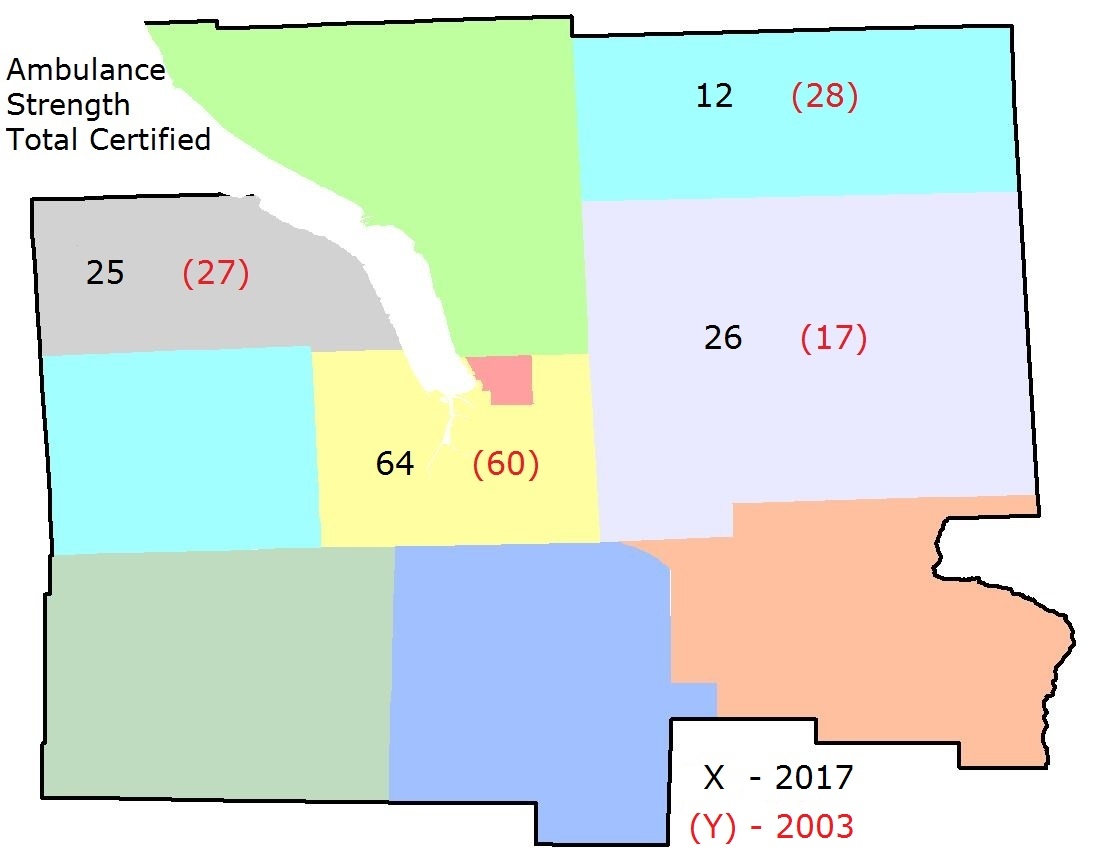 Ambulance
Strength
Total Certified
12 (28)
25 (27)
26 (17)
64 (60)
X - 2017
(Y) - 2003